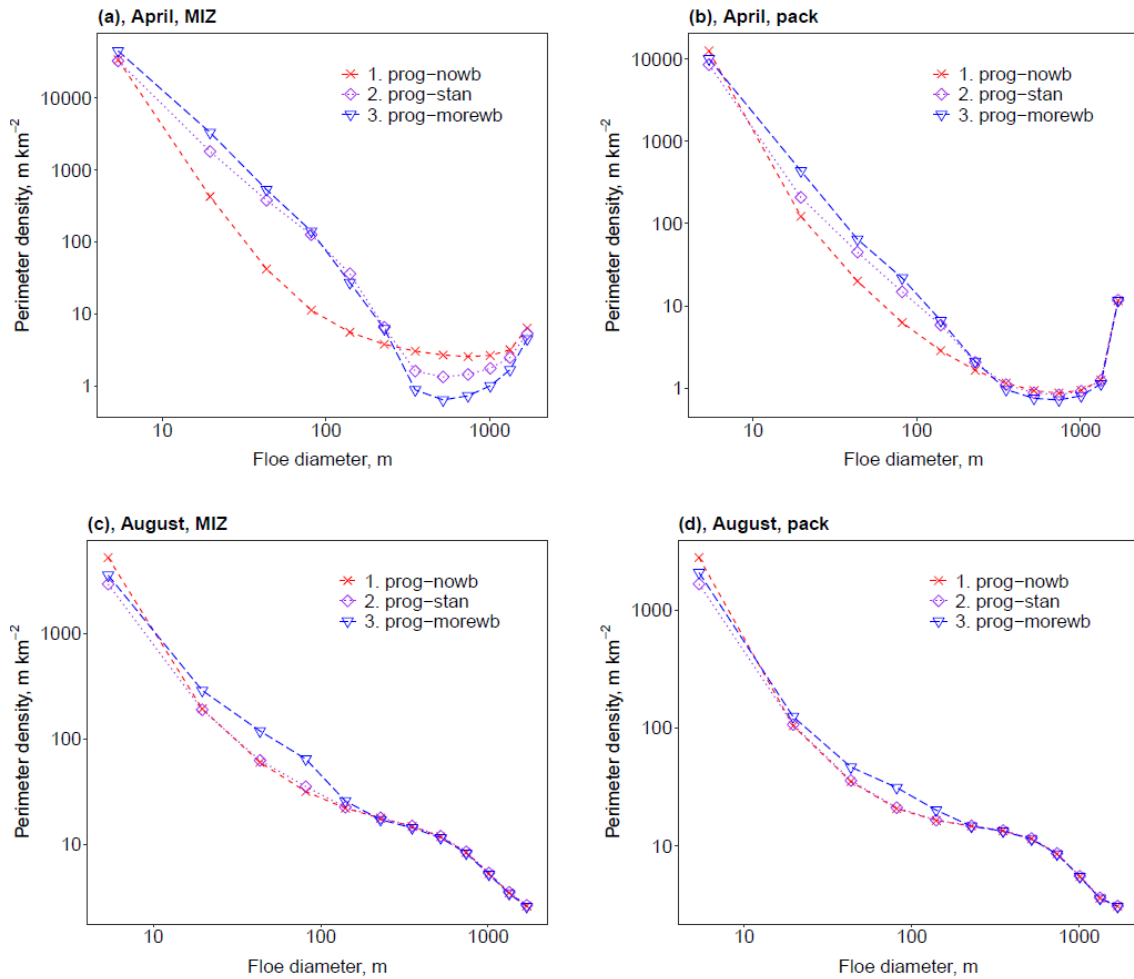 (a), April, MIZ
1. prog−nowb
2. prog−stan
3. prog−morewb
10000
1000
100
10
1
Perimeter density, m km⁻²
10 100 1000
Floe diameter, m
(b), April, pack
1. prog−nowb
2. prog−stan
3. prog−morewb
10000
1000
100
10
1
Perimeter density, m km⁻²
10 100 1000
Floe diameter, m
(c), August, MIZ
1. prog−nowb
2. prog−stan
3. prog−morewb
1000
100
10
Perimeter density, m km⁻²
10 100 1000
Floe diameter, m
(d), August, pack
1. prog−nowb
2. prog−stan
3. prog−morewb
1000
100
10
Perimeter density, m km⁻²
10 100 1000
Floe diameter, m